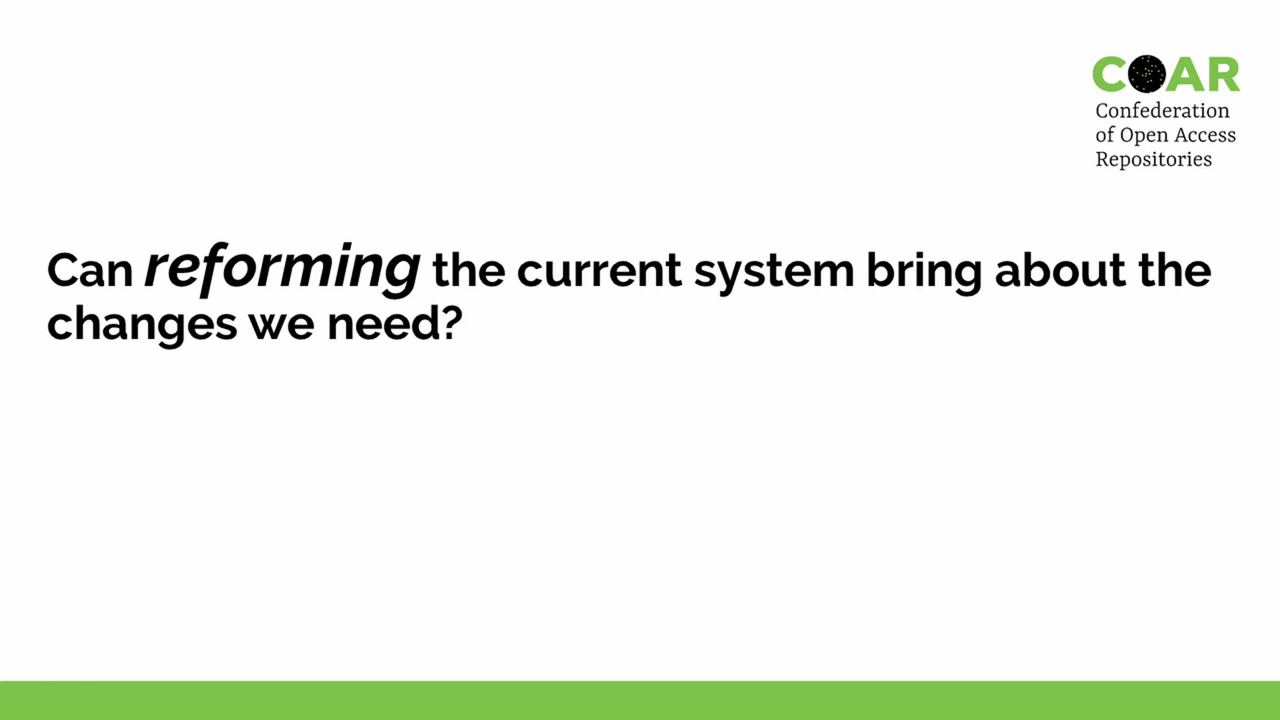 COAR
Confederation
of Open Access
Repositories
Can reforming the current system bring about the
changes we need?